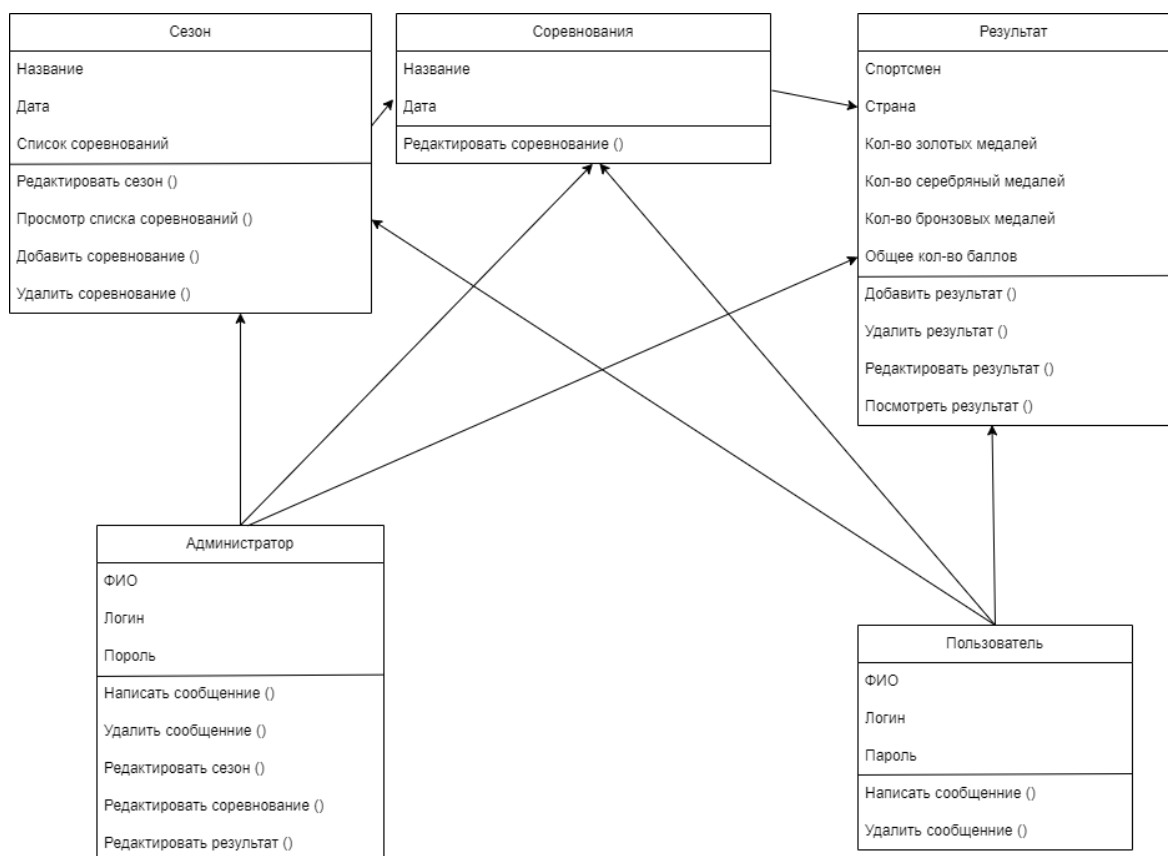 Сезон
Название
Дата
Список соревнований
Редактировать сезон ()
Просмотр списка соревнований ()
Добавить соревнование ()
Удалить соревнование ()
Соревнования
Название
Дата
Редактировать соревнование ()
Результат
Спортсмен
Страна
Кол-во золотых медалей
Кол-во серебряный медалей
Кол-во бронзовых медалей
Общее кол-во баллов
Добавить результат ()
Удалить результат ()
Редактировать результат ()
Посмотреть результат ()
Администратор
ФИО
Логин
Пороль
Написать сообщенние ()
Удалить сообщенние ()
Редактировать сезон ()
Редактировать соревнование ()
Редактировать результат ()
Пользователь
ФИО
Логин
Пароль
Написать сообщенние ()
Удалить сообщенние ()